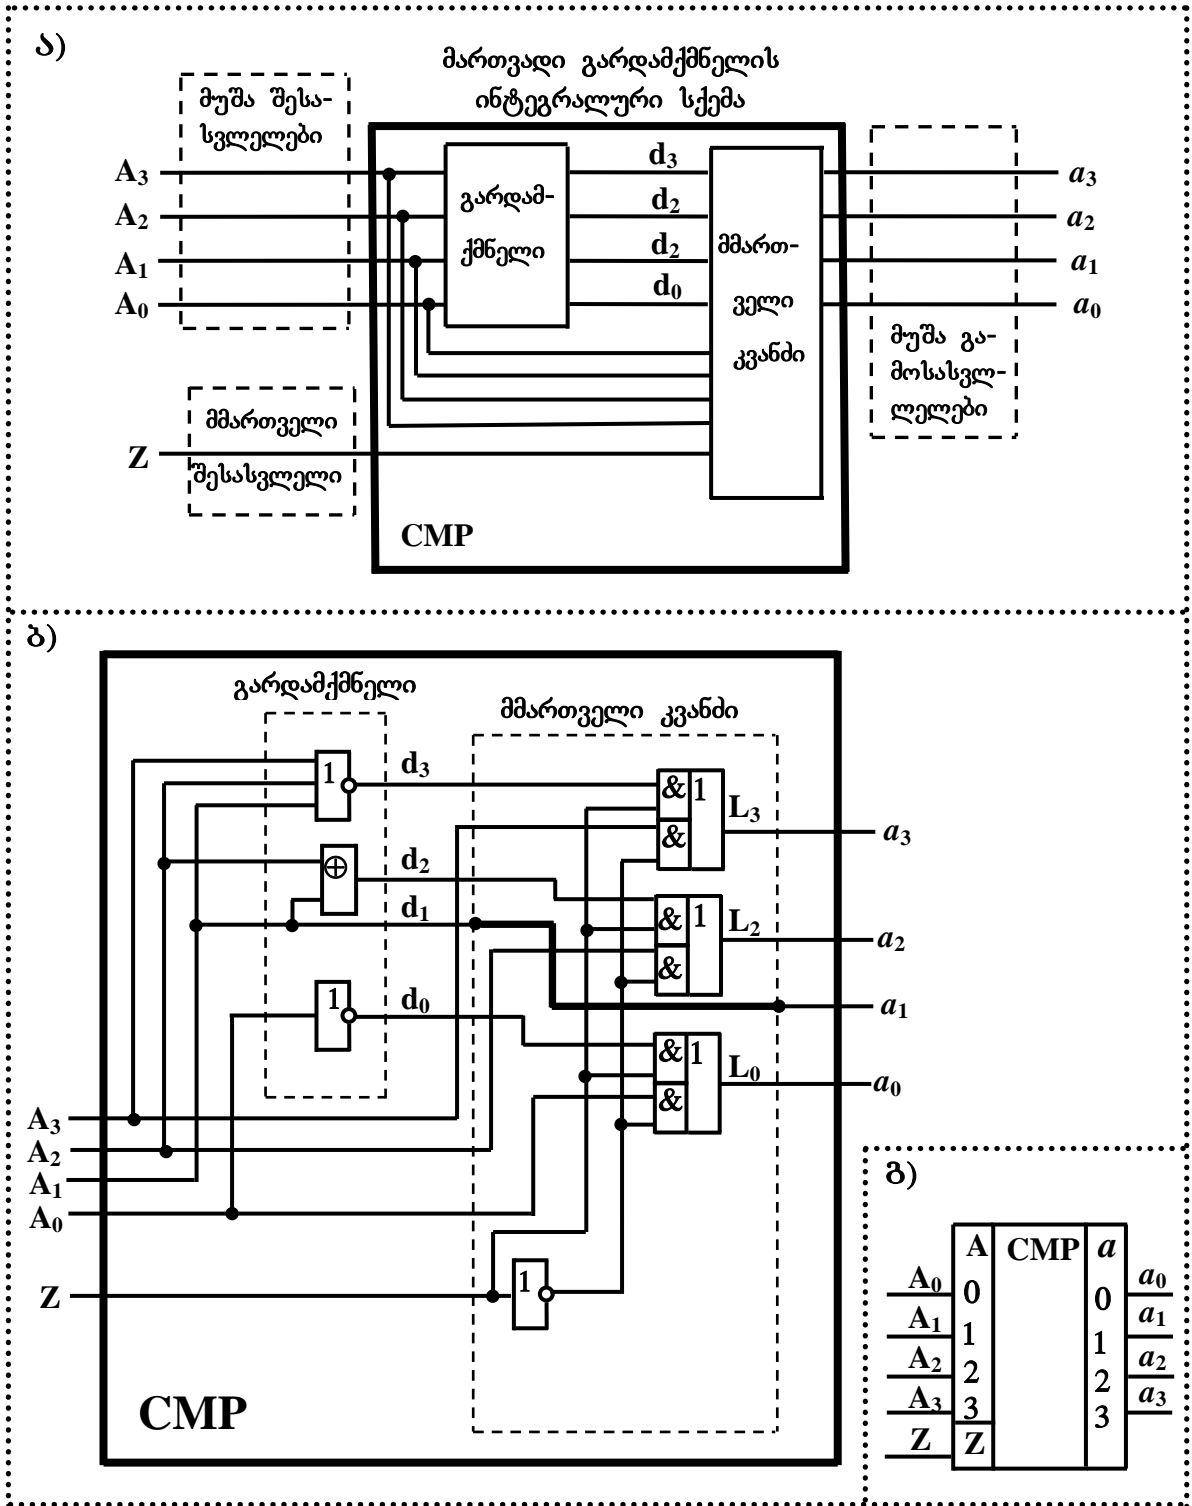 ა)
მართვადი გარდამქმნელის
ინტეგრალური სქემა
მუშა შესა-
სვლელები
A3
A2
A1
A0
გარდამ-
ქმნელი
d3
d2
d2
d0
მმართ-
ველი
კვანძი
a3
a2
a1
a0
მუშა გა-
მოსასვლ-
ლელები
მმართველი
შესასვლელი
Z
CMP
ბ)
გარდამქმნელი
მმართველი კვანძი
1
d3
& 1
&
L3
a3
⊕
d2
d1
& 1
&
L2
a2
a1
1
d0
& 1
&
L0
a0
A3
A2
A1
A0
Z
1
CMP
გ)
A CMP a
A0 0 0 a0
A1 1 1 a1
A2 2 2 a2
A3 3 3 a3
Z Z